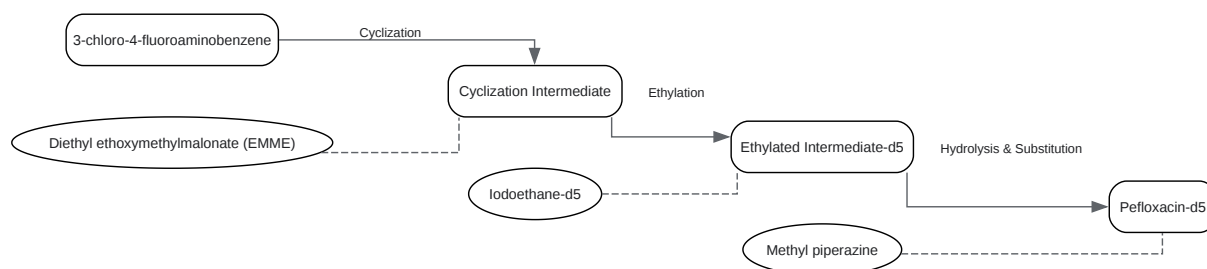 3-chloro-4-fluoroaminobenzene
Cyclization
Cyclization Intermediate
Ethylation
Diethyl ethoxymethylmalonate (EMME)
Ethylated Intermediate-d5
Hydrolysis & Substitution
Iodoethane-d5
Pefloxacin-d5
Methyl piperazine